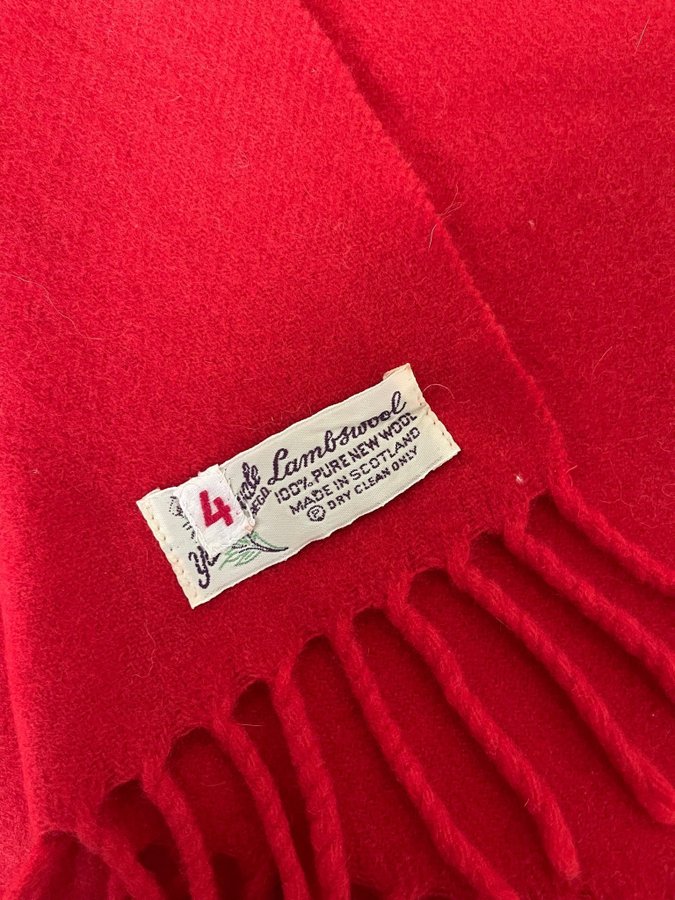 4
Lambswool
100% PURE NEW WOOL
MADE IN SCOTLAND
Ⓟ DRY CLEAN ONLY